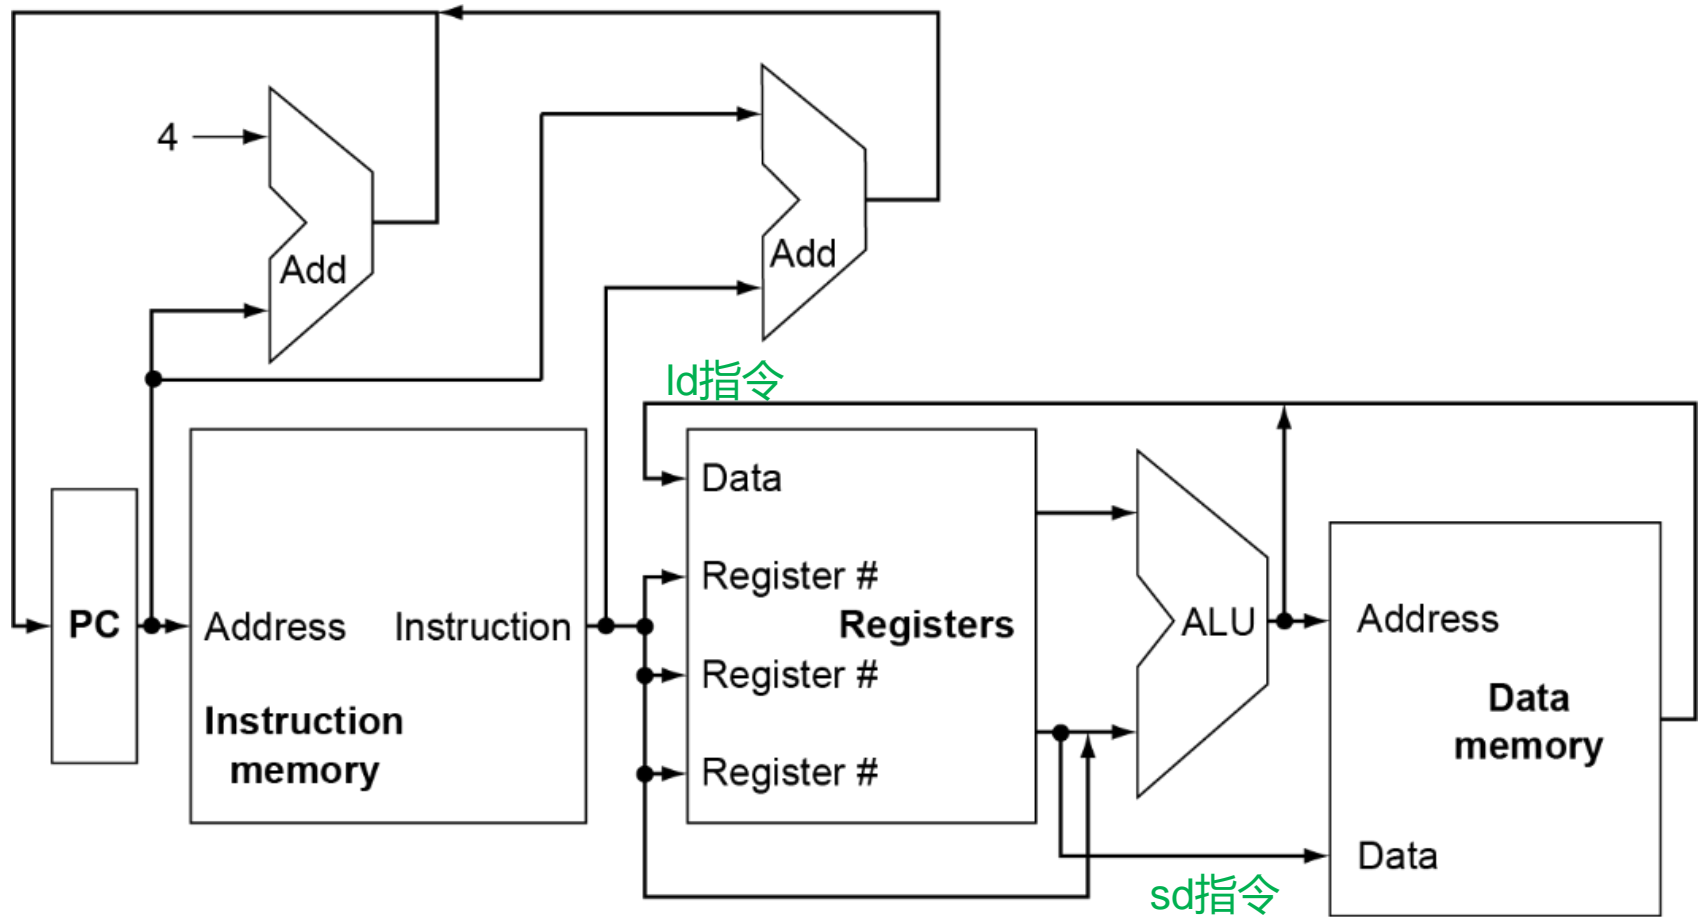 4
Add
Add
ld指令
Data
Register #
PC
Address
Instruction
Registers
ALU
Address
Register #
Instruction
memory
Data
memory
Register #
Data
sd指令